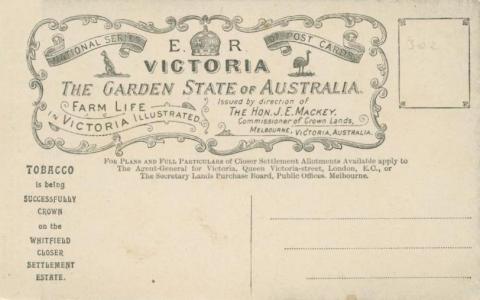 NATIONAL SERIES
OF POST CARDS
E. R.
VICTORIA
THE GARDEN STATE OF AUSTRALIA.
FARM LIFE
IN VICTORIA ILLUSTRATED.
Issued by direction of
THE HON. J. E. MACKEY,
Commissioner of Crown Lands,
MELBOURNE, VICTORIA, AUSTRALIA.
302
FOR PLANS AND FULL PARTICULARS of Closer Settlement Allotments Available apply to
The Agent-General for Victoria, Queen Victoria-street, London, E.C., or
The Secretary Lands Purchase Board, Public Offices, Melbourne.
TOBACCO
is being
SUCCESSFULLY
CROWN
on the
WHITFIELD
CLOSER
SETTLEMENT
ESTATE.